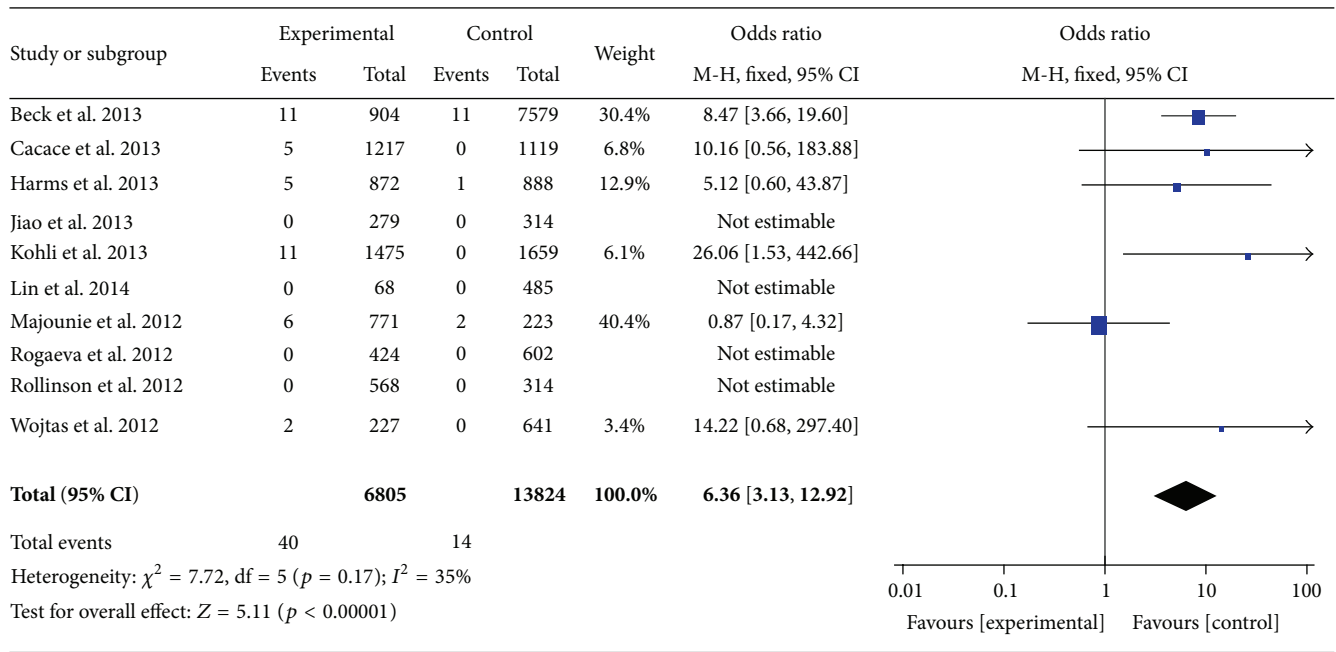 Study or subgroup Experimental Control Weight Odds ratio Odds ratio
Events Total Events Total M-H, fixed, 95% CI M-H, fixed, 95% CI
Beck et al. 2013 11 904 11 7579 30.4% 8.47 [3.66, 19.60]
Cacace et al. 2013 5 1217 0 1119 6.8% 10.16 [0.56, 183.88]
Harms et al. 2013 5 872 1 888 12.9% 5.12 [0.60, 43.87]
Jiao et al. 2013 0 279 0 314 Not estimable
Kohli et al. 2013 11 1475 0 1659 6.1% 26.06 [1.53, 442.66]
Lin et al. 2014 0 68 0 485 Not estimable
Majounie et al. 2012 6 771 2 223 40.4% 0.87 [0.17, 4.32]
Rogaeva et al. 2012 0 424 0 602 Not estimable
Rollinson et al. 2012 0 568 0 314 Not estimable
Wojtas et al. 2012 2 227 0 641 3.4% 14.22 [0.68, 297.40]
Total (95% CI) 6805 13824 100.0% 6.36 [3.13, 12.92]
Total events 40 14
Heterogeneity: χ² = 7.72, df = 5 (p = 0.17); I² = 35%
Test for overall effect: Z = 5.11 (p < 0.00001)
0.01 0.1 1 10 100
Favours [experimental] Favours [control]